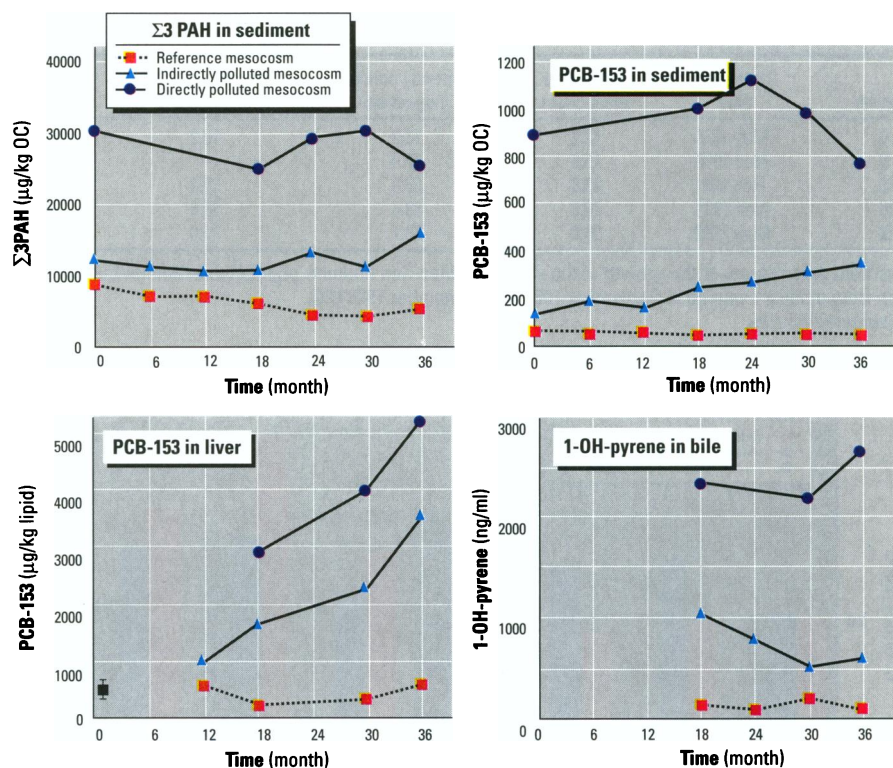 Σ3 PAH in sediment
Reference mesocosm
Indirectly polluted mesocosm
Directly polluted mesocosm
40000
30000
20000
10000
0
Σ3PAH (µg/kg OC)
0 6 12 18 24 30 36
Time (month)
PCB-153 in sediment
1200
1000
800
600
400
200
0
PCB-153 (µg/kg OC)
0 6 12 18 24 30 36
Time (month)
PCB-153 in liver
5000
4000
3000
2000
1000
0
PCB-153 (µg/kg lipid)
0 6 12 18 24 30 36
Time (month)
1-OH-pyrene in bile
3000
2000
1000
0
1-OH-pyrene (ng/ml)
0 6 12 18 24 30 36
Time (month)